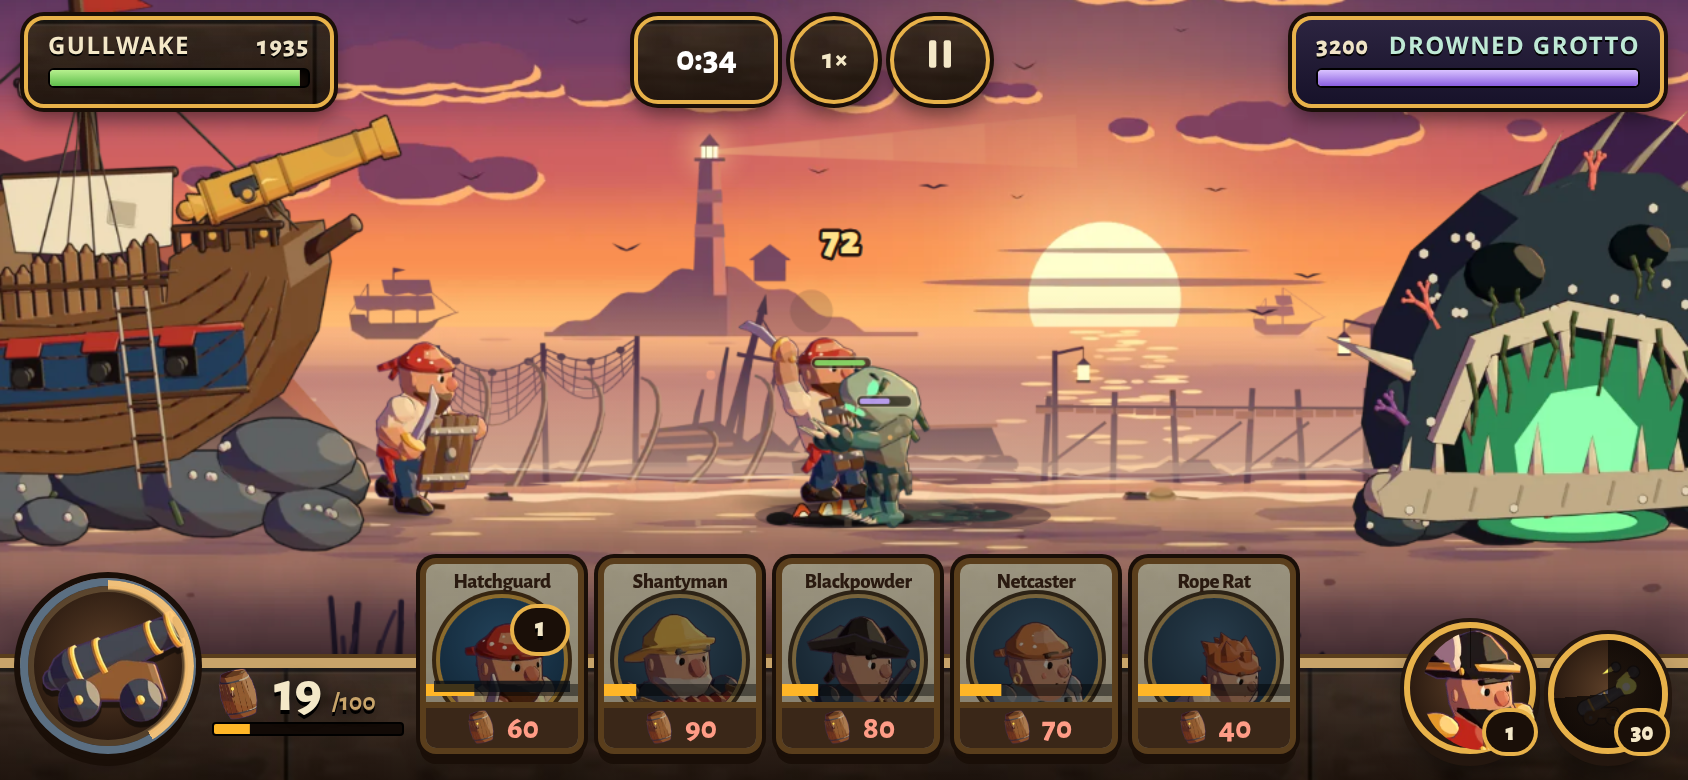 GULLWAKE 1935
0:34
1×
3200 DROWNED GROTTO
72
Hatchguard
1
60
Shantyman
90
Blackpowder
80
Netcaster
70
Rope Rat
40
19 /100
1
30